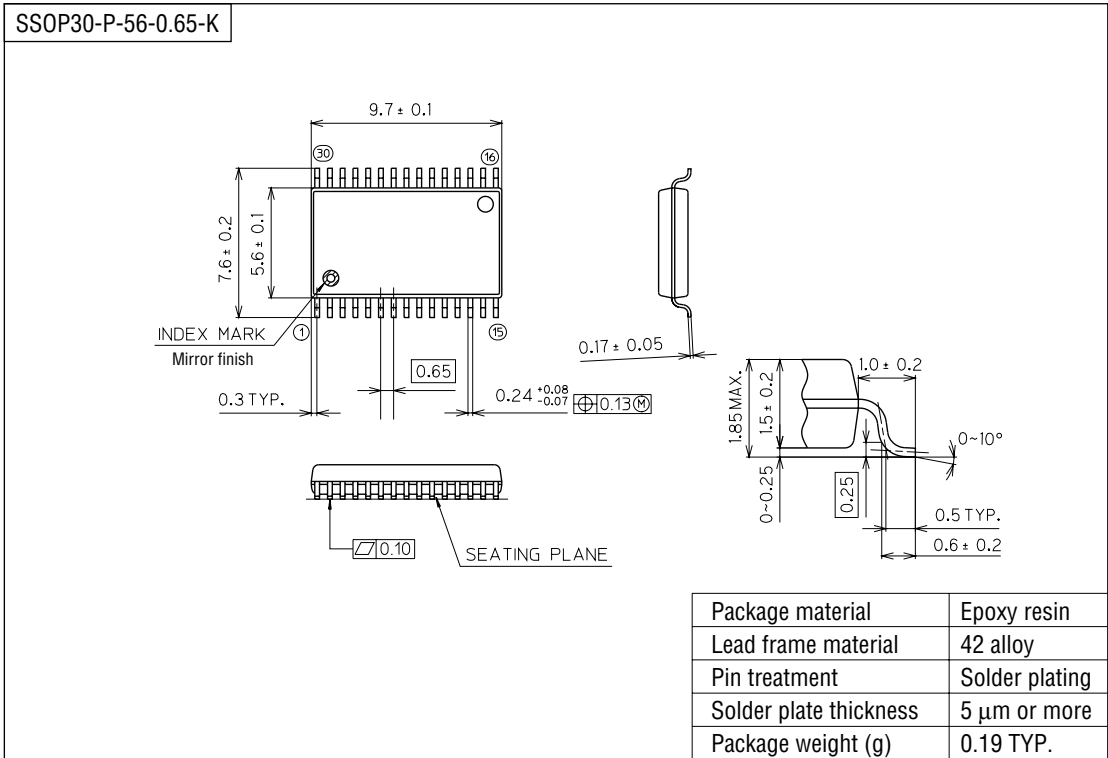 SSOP30-P-56-0.65-K
9.7± 0.1
30
16
7.6± 0.2
5.6± 0.1
INDEX MARK
Mirror finish
1
15
0.65
0.3 TYP.
0.24 +0.08 -0.07
⌖ 0.13 Ⓜ
0.17± 0.05
1.85 MAX.
1.5± 0.2
1.0± 0.2
0~0.25
0.25
0~10°
0.5 TYP.
0.6± 0.2
▱ 0.10
SEATING PLANE
Package material Epoxy resin
Lead frame material 42 alloy
Pin treatment Solder plating
Solder plate thickness 5 µm or more
Package weight (g) 0.19 TYP.